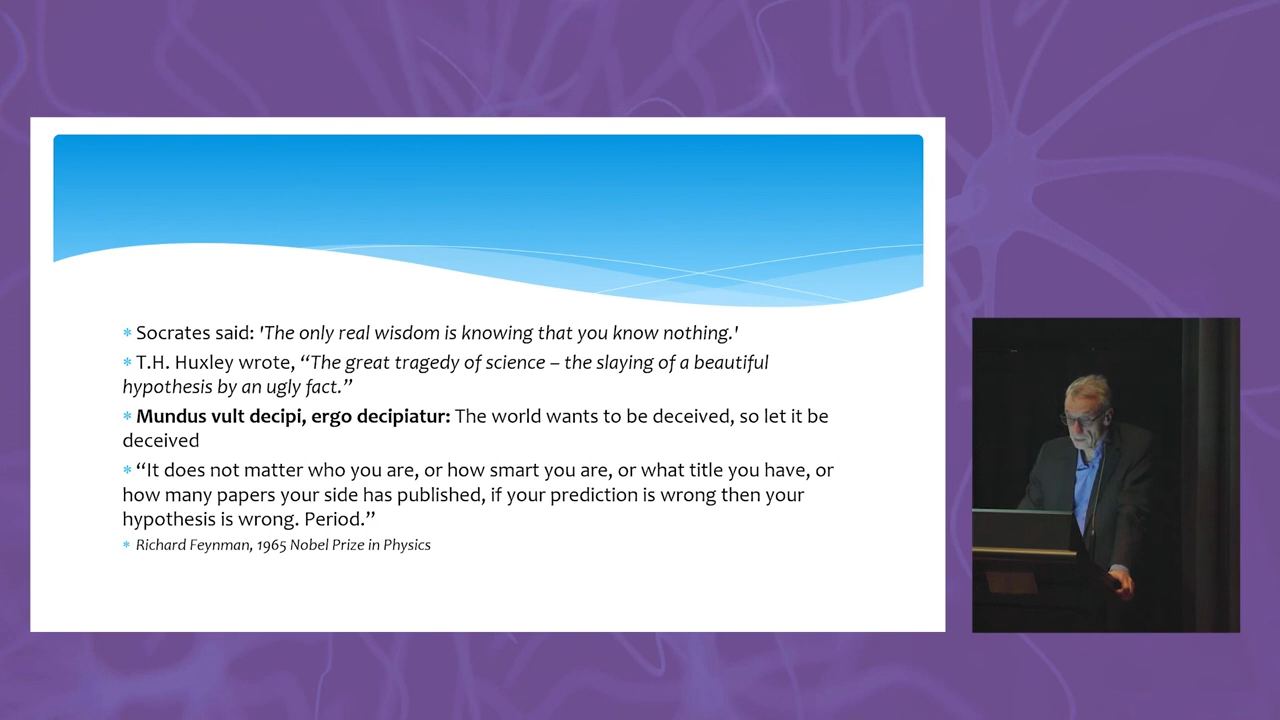 * Socrates said: 'The only real wisdom is knowing that you know nothing.'
* T.H. Huxley wrote, “The great tragedy of science – the slaying of a beautiful
hypothesis by an ugly fact.”
* Mundus vult decipi, ergo decipiatur: The world wants to be deceived, so let it be
deceived
* “It does not matter who you are, or how smart you are, or what title you have, or
how many papers your side has published, if your prediction is wrong then your
hypothesis is wrong. Period.”
* Richard Feynman, 1965 Nobel Prize in Physics